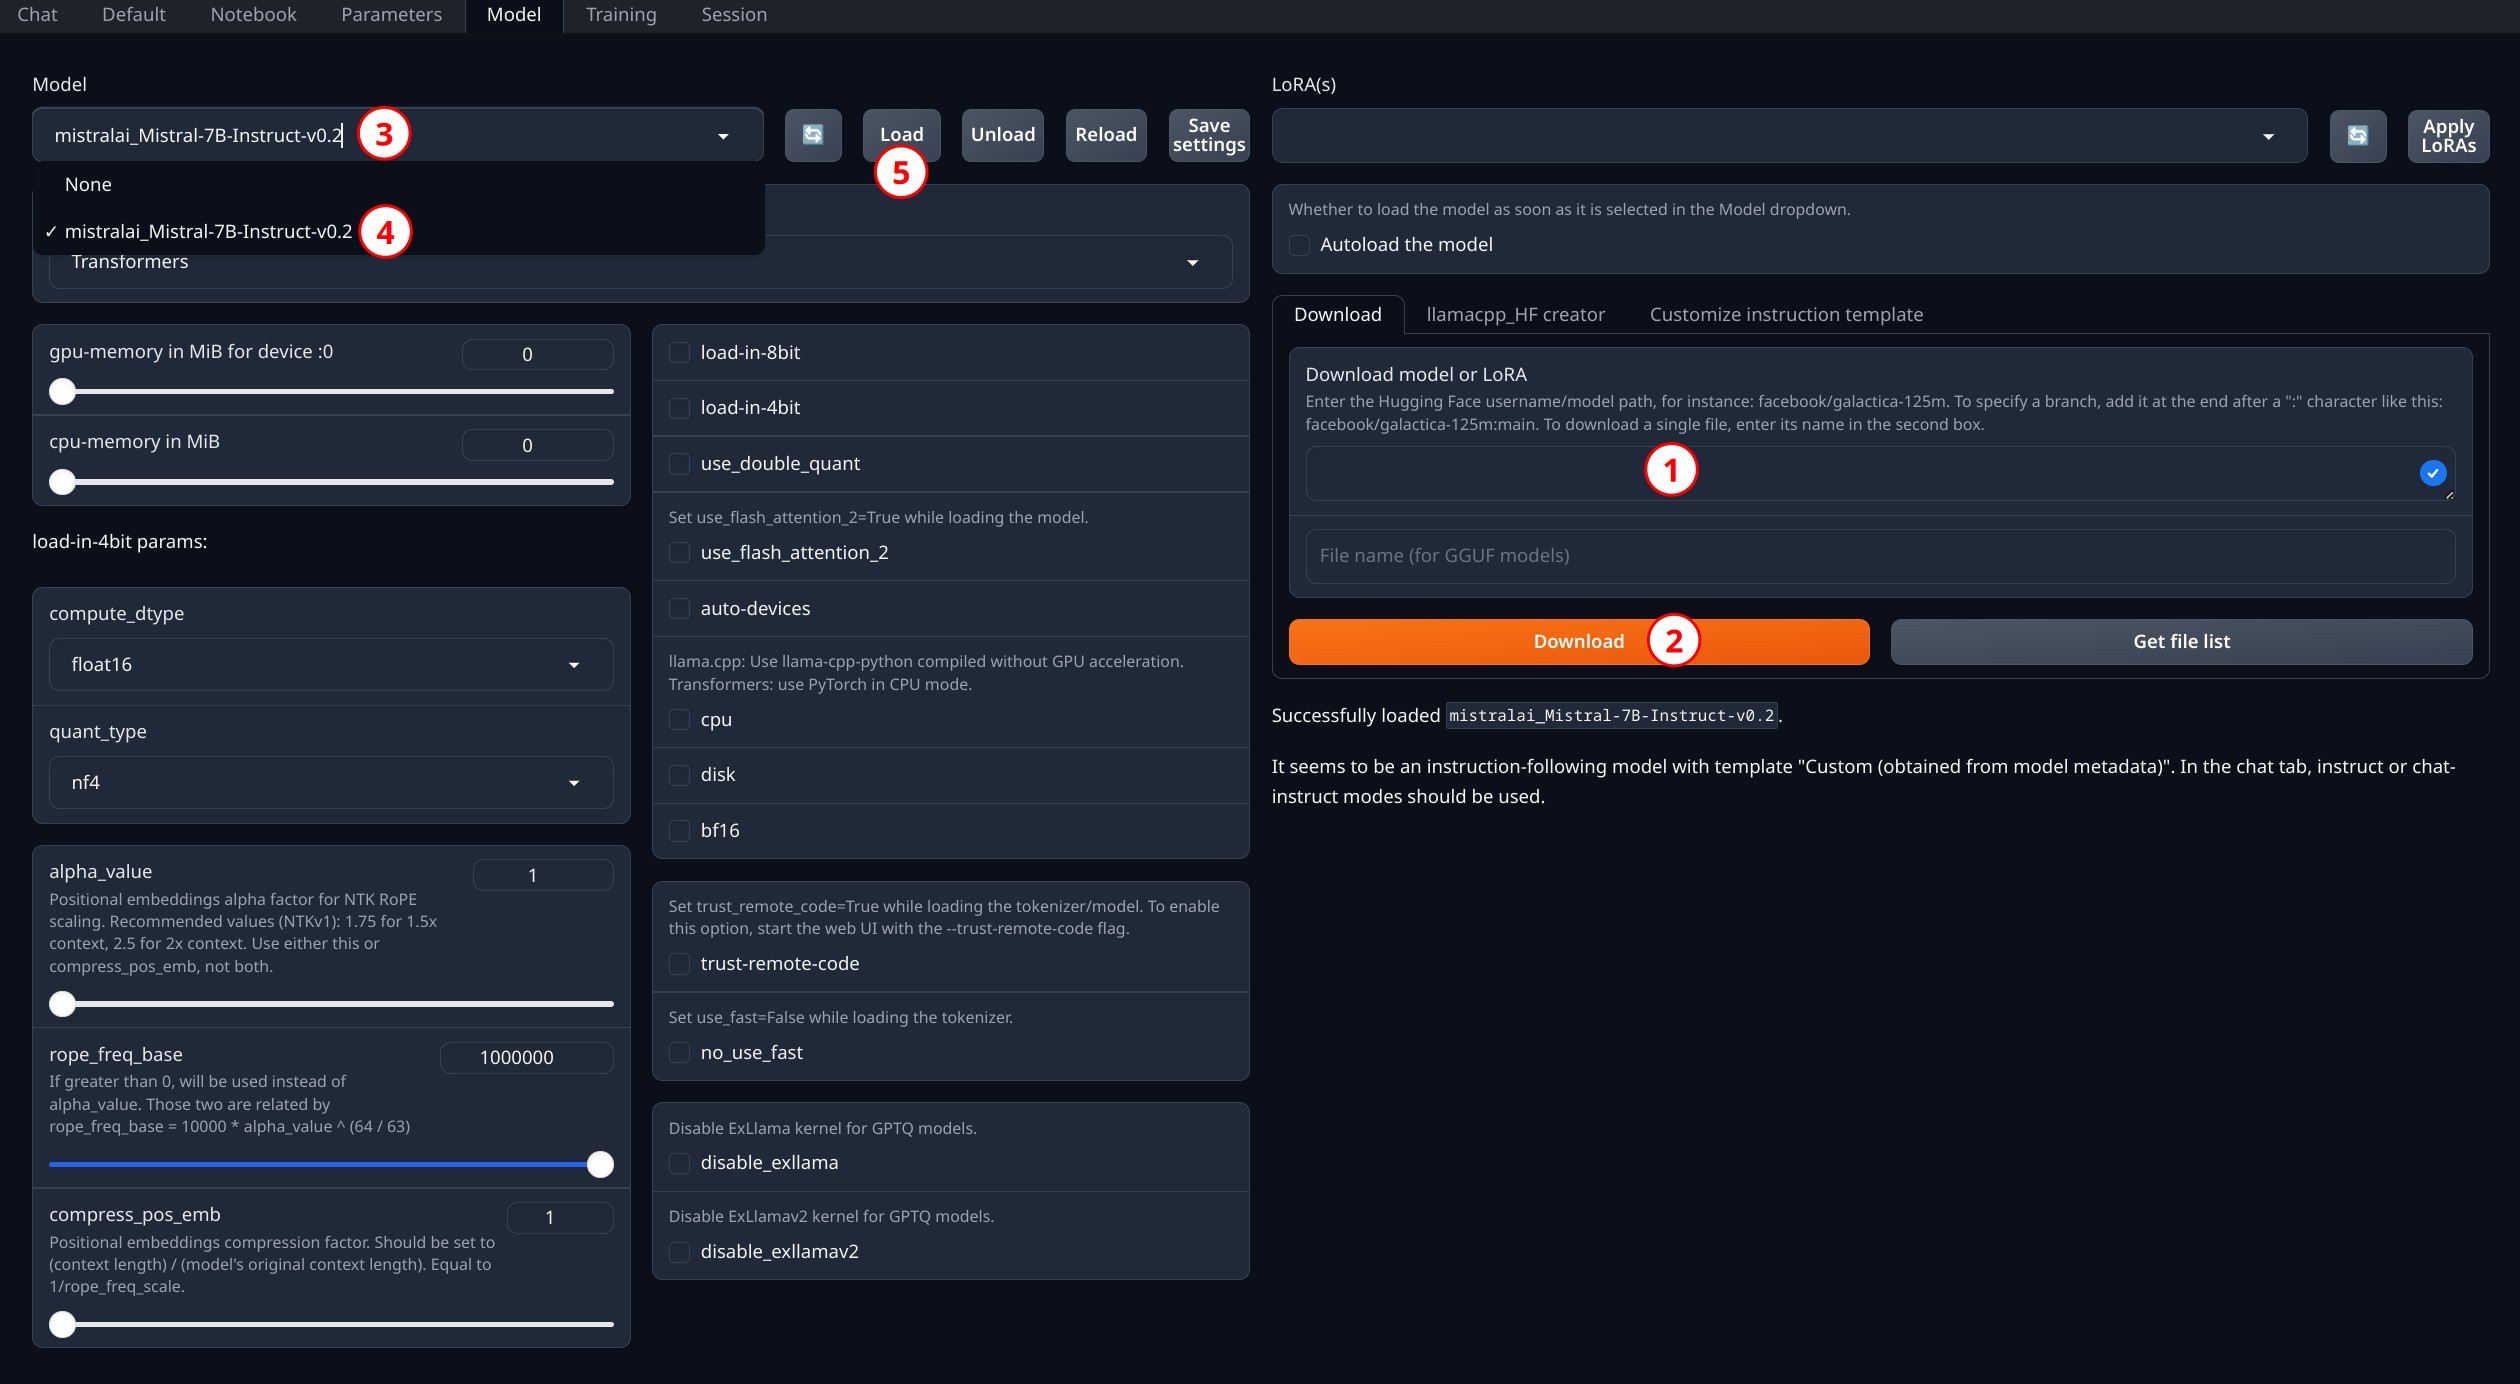 Chat Default Notebook Parameters Model Training Session
Model
mistralai_Mistral-7B-Instruct-v0.2 3
Load Unload Reload Save settings
5
None
✓ mistralai_Mistral-7B-Instruct-v0.2 4
Transformers
gpu-memory in MiB for device :0 0
cpu-memory in MiB 0
load-in-4bit params:
compute_dtype
float16
quant_type
nf4
alpha_value 1
Positional embeddings alpha factor for NTK RoPE
scaling. Recommended values (NTKv1): 1.75 for 1.5x
context, 2.5 for 2x context. Use either this or
compress_pos_emb, not both.
rope_freq_base 1000000
If greater than 0, will be used instead of
alpha_value. Those two are related by
rope_freq_base = 10000 * alpha_value ^ (64 / 63)
compress_pos_emb 1
Positional embeddings compression factor. Should be set to
(context length) / (model's original context length). Equal to
1/rope_freq_scale.
load-in-8bit
load-in-4bit
use_double_quant
Set use_flash_attention_2=True while loading the model.
use_flash_attention_2
auto-devices
llama.cpp: Use llama-cpp-python compiled without GPU acceleration.
Transformers: use PyTorch in CPU mode.
cpu
disk
bf16
Set trust_remote_code=True while loading the tokenizer/model. To enable
this option, start the web UI with the --trust-remote-code flag.
trust-remote-code
Set use_fast=False while loading the tokenizer.
no_use_fast
Disable ExLlama kernel for GPTQ models.
disable_exllama
Disable ExLlamav2 kernel for GPTQ models.
disable_exllamav2
LoRA(s)
Apply
LoRAs
Whether to load the model as soon as it is selected in the Model dropdown.
Autoload the model
Download llamacpp_HF creator Customize instruction template
Download model or LoRA
Enter the Hugging Face username/model path, for instance: facebook/galactica-125m. To specify a branch, add it at the end after a ":" character like this:
facebook/galactica-125m:main. To download a single file, enter its name in the second box.
1
File name (for GGUF models)
Download 2 Get file list
Successfully loaded mistralai_Mistral-7B-Instruct-v0.2.
It seems to be an instruction-following model with template "Custom (obtained from model metadata)". In the chat tab, instruct or chat-
instruct modes should be used.